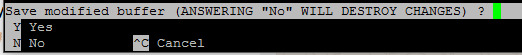 Save modified buffer (ANSWERING "No" WILL DESTROY CHANGES) ?
Y Yes
N No ^C Cancel